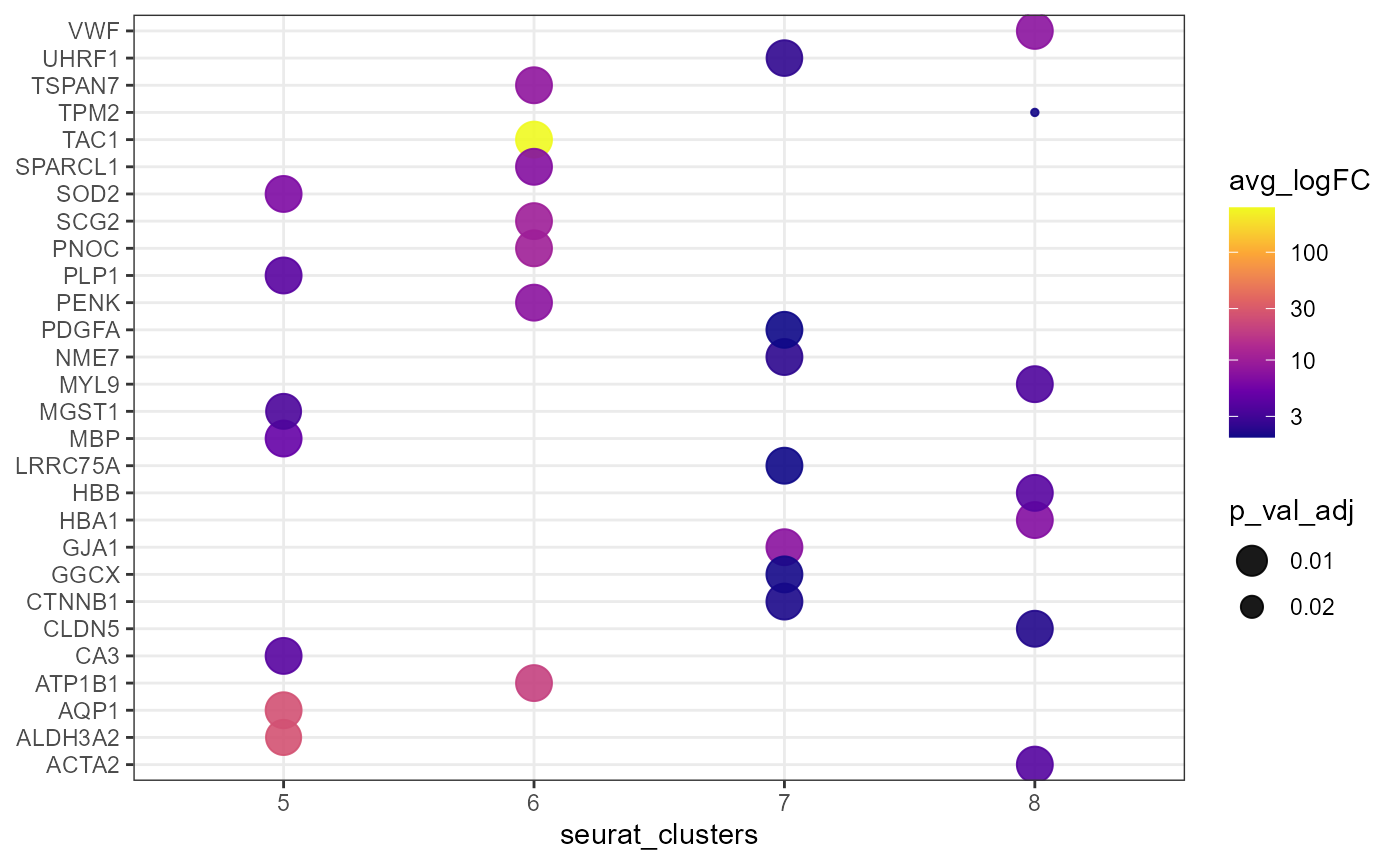 VWF
UHRF1
TSPAN7
TPM2
TAC1
SPARCL1
SOD2
SCG2
PNOC
PLP1
PENK
PDGFA
NME7
MYL9
MGST1
MBP
LRRC75A
HBB
HBA1
GJA1
GGCX
CTNNB1
CLDN5
CA3
ATP1B1
AQP1
ALDH3A2
ACTA2
5 6 7 8
seurat_clusters
avg_logFC
100
30
10
3
p_val_adj
0.01
0.02